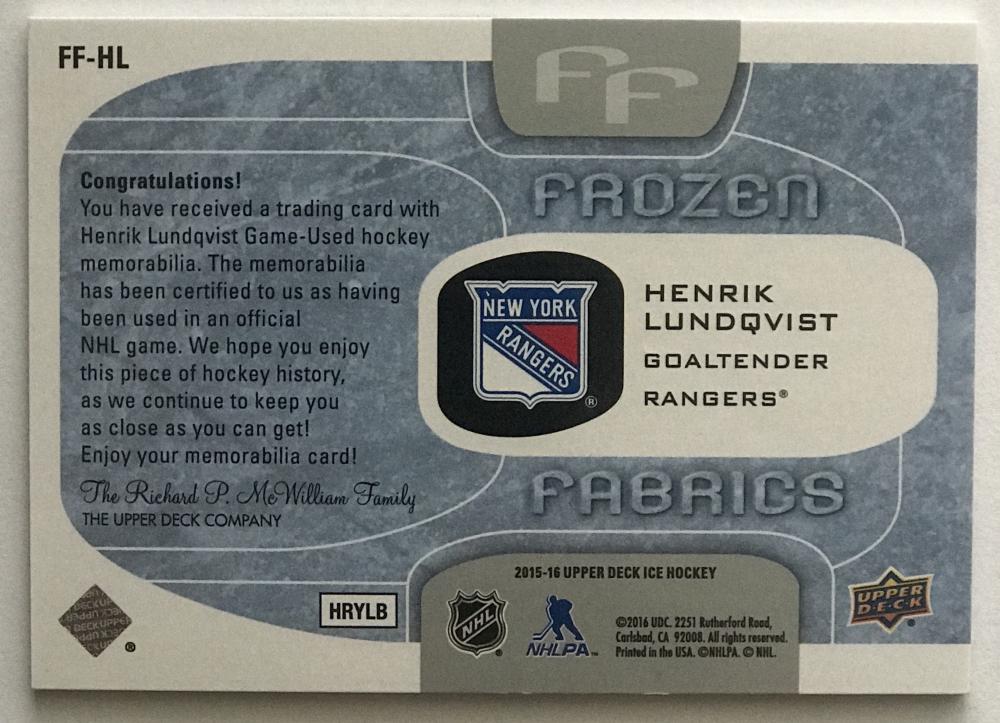 FF-HL
FF
Congratulations!
You have received a trading card with
Henrik Lundqvist Game-Used hockey
memorabilia. The memorabilia
has been certified to us as having
been used in an official
NHL game. We hope you enjoy
this piece of hockey history,
as we continue to keep you
as close as you can get!
Enjoy your memorabilia card!
The Richard P. McWilliam Family
THE UPPER DECK COMPANY
FROZEN
NEW YORK
RANGERS
®
HENRIK
LUNDQVIST
GOALTENDER
RANGERS®
FABRICS
2015-16 UPPER DECK ICE HOCKEY
®
HRYLB
NHL
®
NHLPA™
©2016 UDC. 2251 Rutherford Road,
Carlsbad, CA 92008. All rights reserved.
Printed in the USA. ©NHLPA. © NHL.
UPPER
D·E·C·K
®